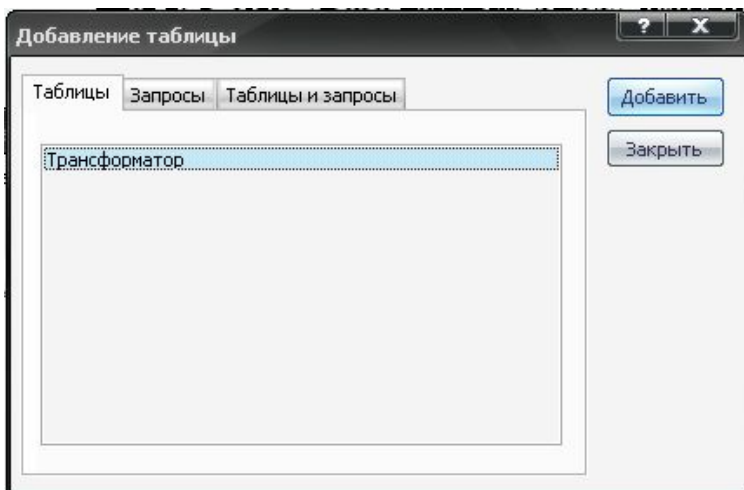 Добавление таблицы
? X
Таблицы Запросы Таблицы и запросы
Добавить
Закрыть
Трансформатор